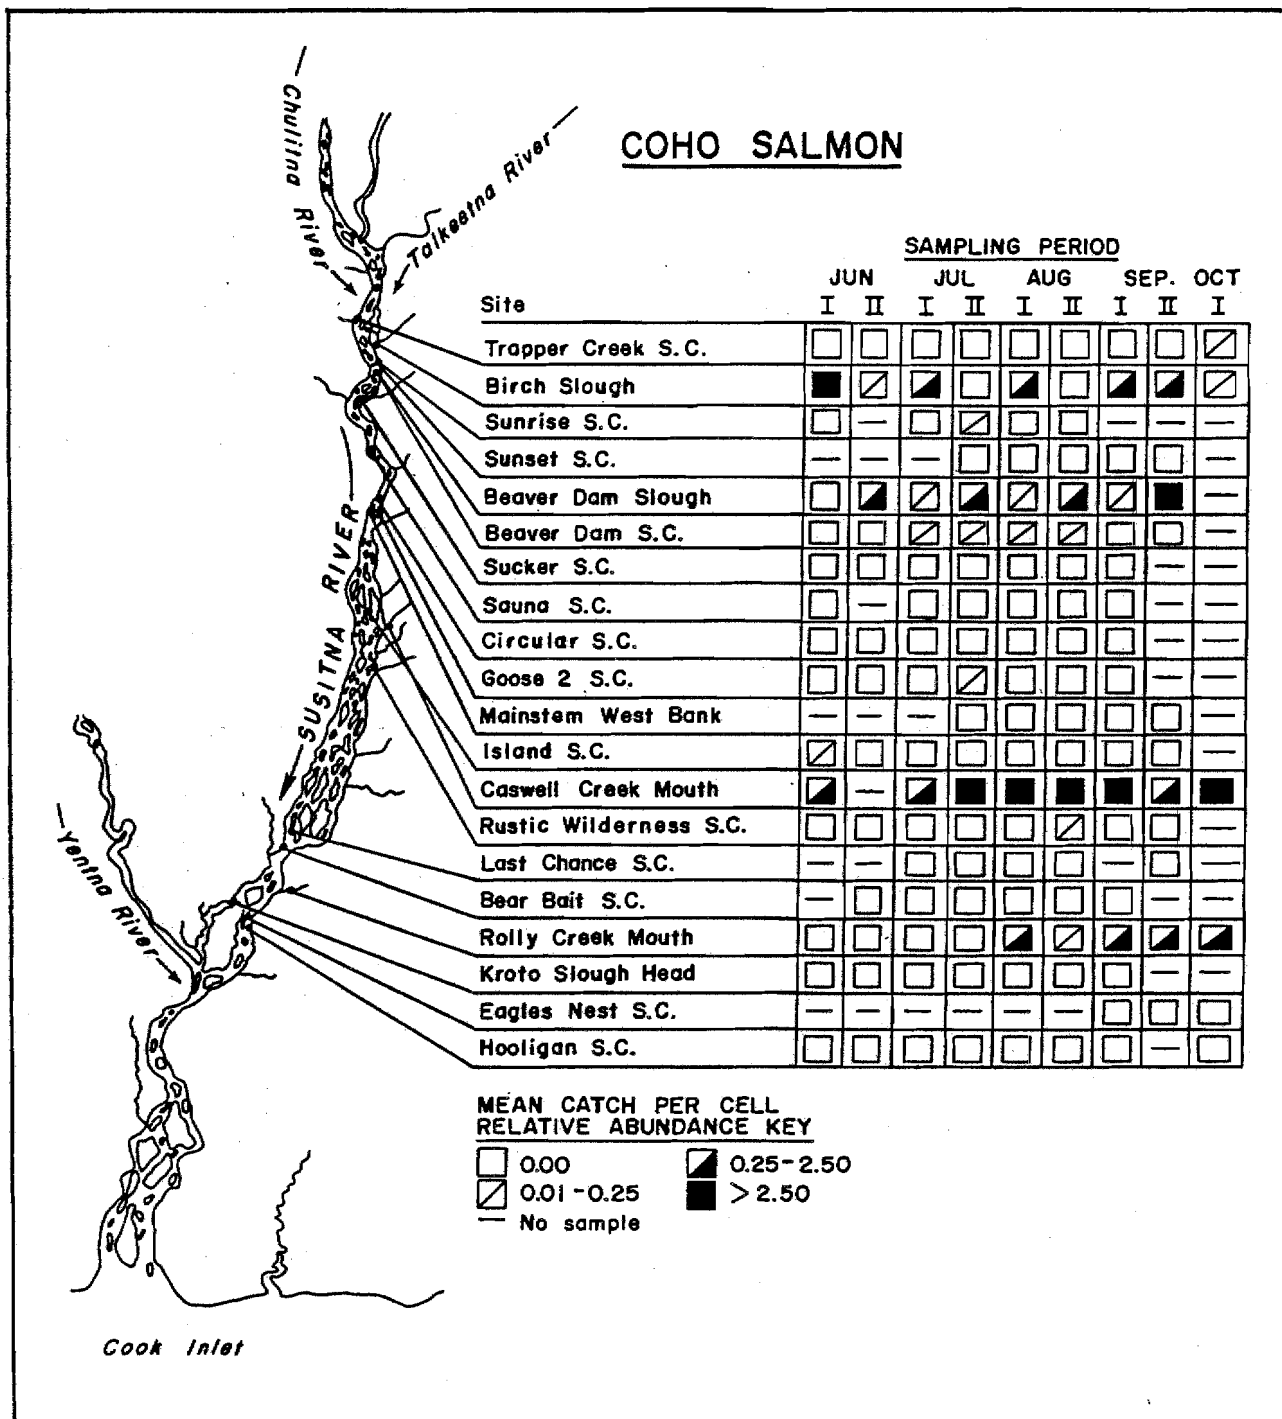 COHO SALMON
Chulitna River
Talkeetna River
SUSITNA RIVER
Yentna River
Cook Inlet
SAMPLING PERIOD
JUN JUL AUG SEP. OCT
Site I II I II I II I II I
Trapper Creek S.C.
Birch Slough
Sunrise S.C.
Sunset S.C.
Beaver Dam Slough
Beaver Dam S.C.
Sucker S.C.
Sauna S.C.
Circular S.C.
Goose 2 S.C.
Mainstem West Bank
Island S.C.
Caswell Creek Mouth
Rustic Wilderness S.C.
Last Chance S.C.
Bear Bait S.C.
Rolly Creek Mouth
Kroto Slough Head
Eagles Nest S.C.
Hooligan S.C.
MEAN CATCH PER CELL
RELATIVE ABUNDANCE KEY
0.00 0.25-2.50
0.01-0.25 >2.50
— No sample